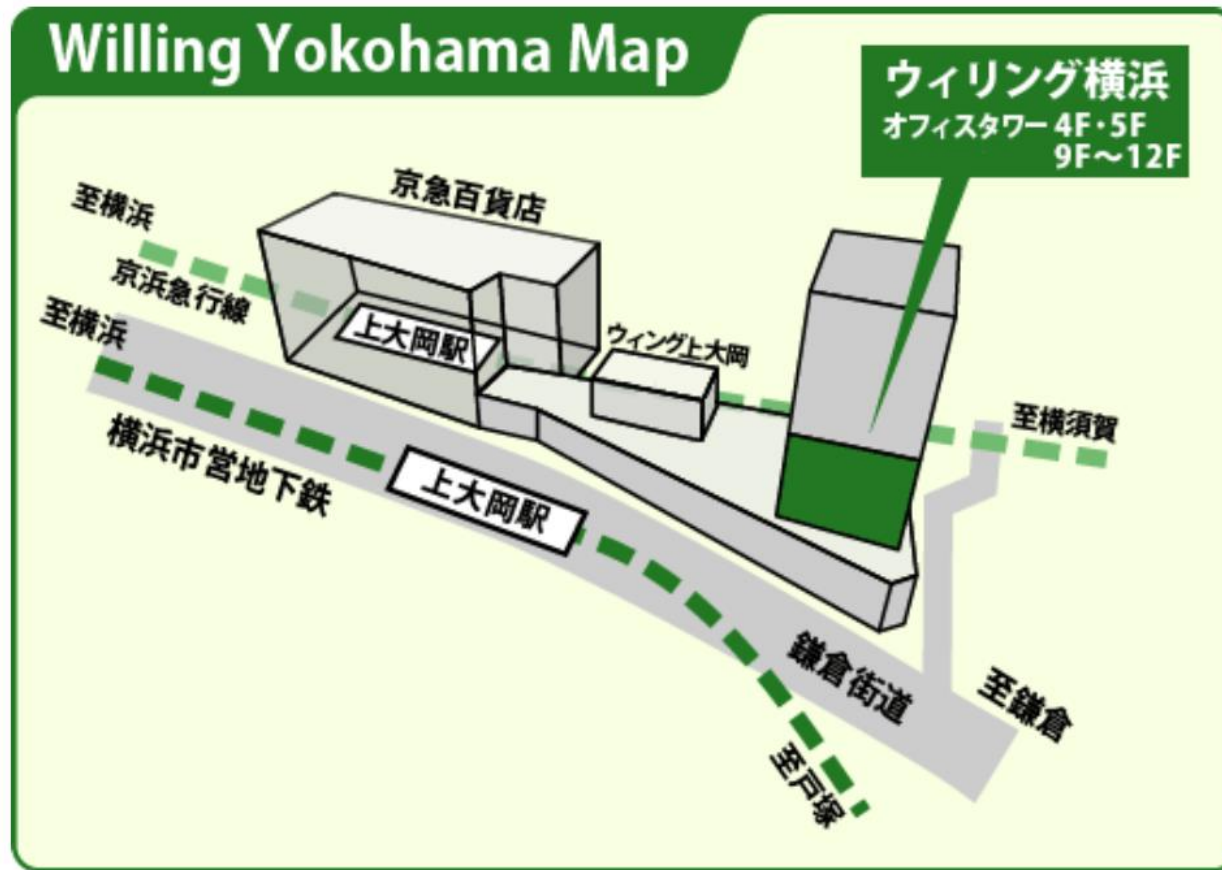 Willing Yokohama Map
ウィリング横浜
オフィスタワー 4F・5F
9F～12F
京急百貨店
至横浜
京浜急行線
至横浜
上大岡駅
ウィング上大岡
至横須賀
横浜市営地下鉄
上大岡駅
鎌倉街道
至鎌倉
至戸塚